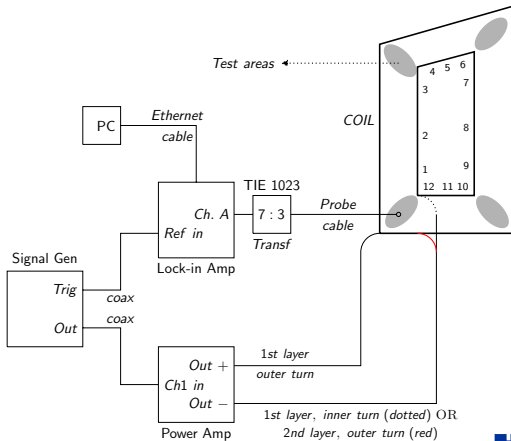 Test areas
4 5 6
3 7
COIL
2 8
1 9
12 11 10
PC
Ethernet
cable
TIE 1023
Ch. A
7 : 3
Probe
cable
Ref in
Transf
Lock-in Amp
Signal Gen
Trig
coax
Out
coax
Out +
1st layer
outer turn
Ch1 in
Out −
Power Amp
1st layer, inner turn (dotted) OR
2nd layer, outer turn (red)